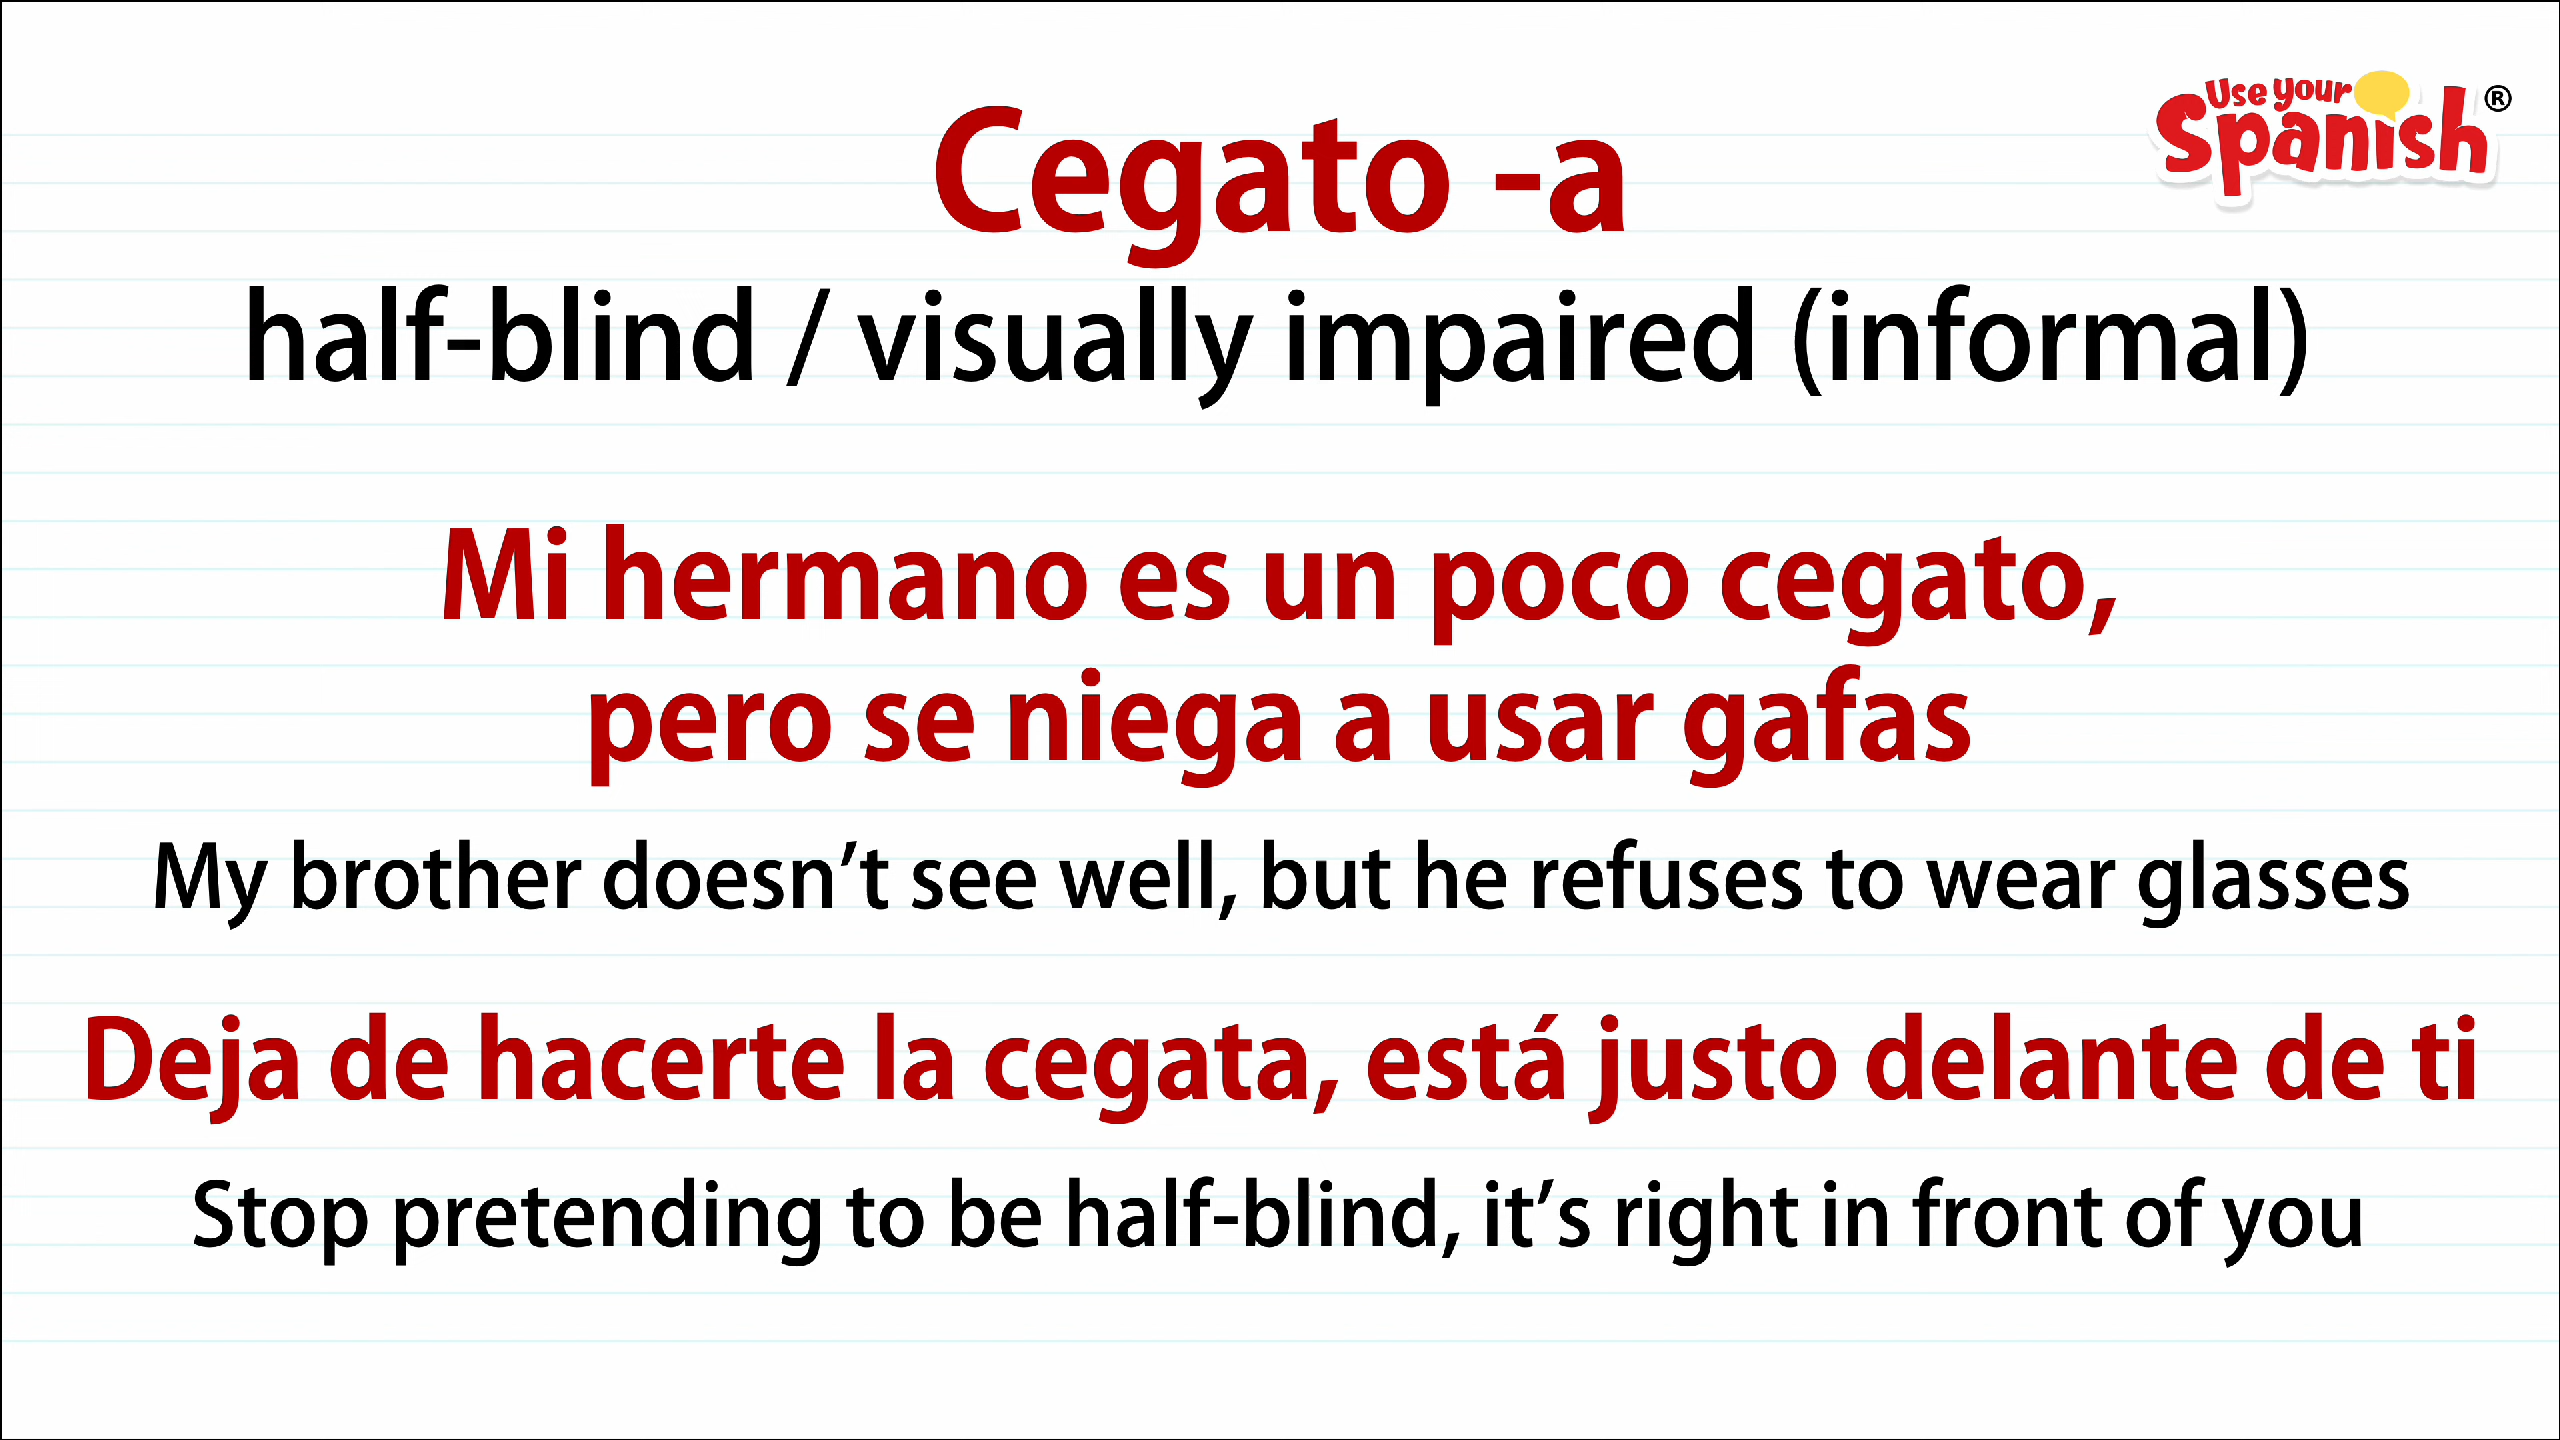 Use your
Spanish®
Cegato -a
half-blind / visually impaired (informal)
Mi hermano es un poco cegato,
pero se niega a usar gafas
My brother doesn’t see well, but he refuses to wear glasses
Deja de hacerte la cegata, está justo delante de ti
Stop pretending to be half-blind, it’s right in front of you